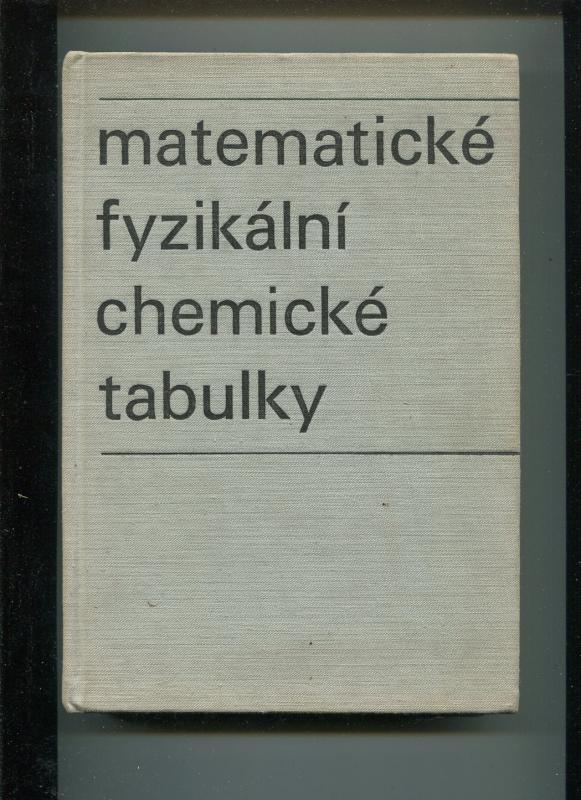 matematické
fyzikální
chemické
tabulky